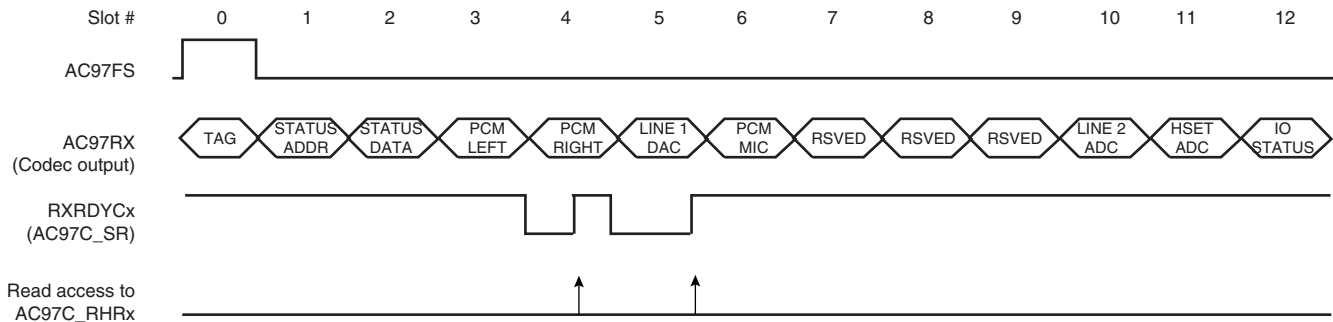 Slot # 0 1 2 3 4 5 6 7 8 9 10 11 12
AC97FS
AC97RX
(Codec output)
TAG
STATUS
ADDR
STATUS
DATA
PCM
LEFT
PCM
RIGHT
LINE 1
DAC
PCM
MIC
RSVED
RSVED
RSVED
LINE 2
ADC
HSET
ADC
IO
STATUS
RXRDYCx
(AC97C_SR)
Read access to
AC97C_RHRx